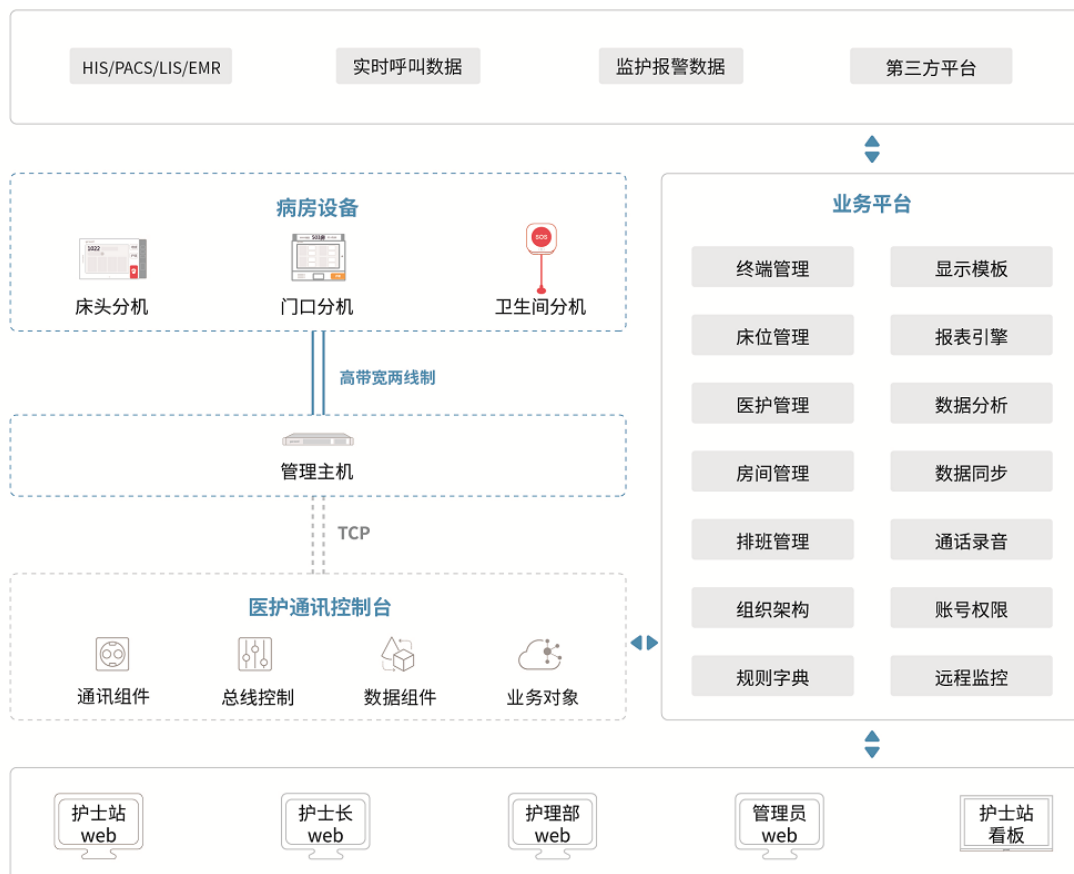 HIS/PACS/LIS/EMR
实时呼叫数据
监护报警数据
第三方平台
病房设备
1022
503房
SOS
床头分机
门口分机
卫生间分机
高带宽两线制
管理主机
TCP
医护通讯控制台
通讯组件
总线控制
数据组件
业务对象
业务平台
终端管理
显示模板
床位管理
报表引擎
医护管理
数据分析
房间管理
数据同步
排班管理
通话录音
组织架构
账号权限
规则字典
远程监控
护士站
web
护士长
web
护理部
web
管理员
web
护士站
看板